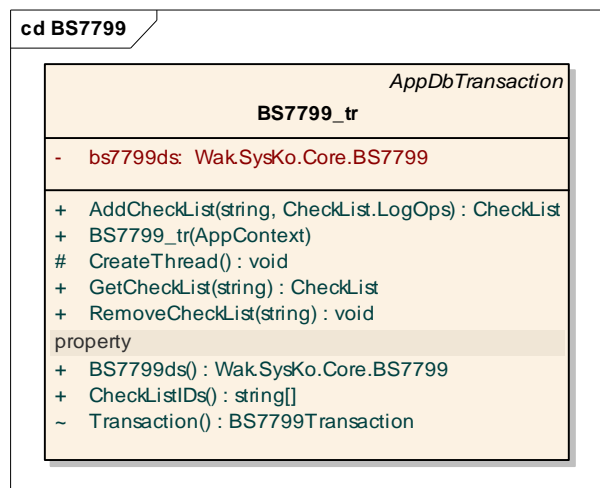 cd BS7799
AppDbTransaction
BS7799_tr
- bs7799ds: Wak.SysKo.Core.BS7799
+ AddCheckList(string, CheckList.LogOps) : CheckList
+ BS7799_tr(AppContext)
# CreateThread() : void
+ GetCheckList(string) : CheckList
+ RemoveCheckList(string) : void
property
+ BS7799ds() : Wak.SysKo.Core.BS7799
+ CheckListIDs() : string[]
~ Transaction() : BS7799Transaction